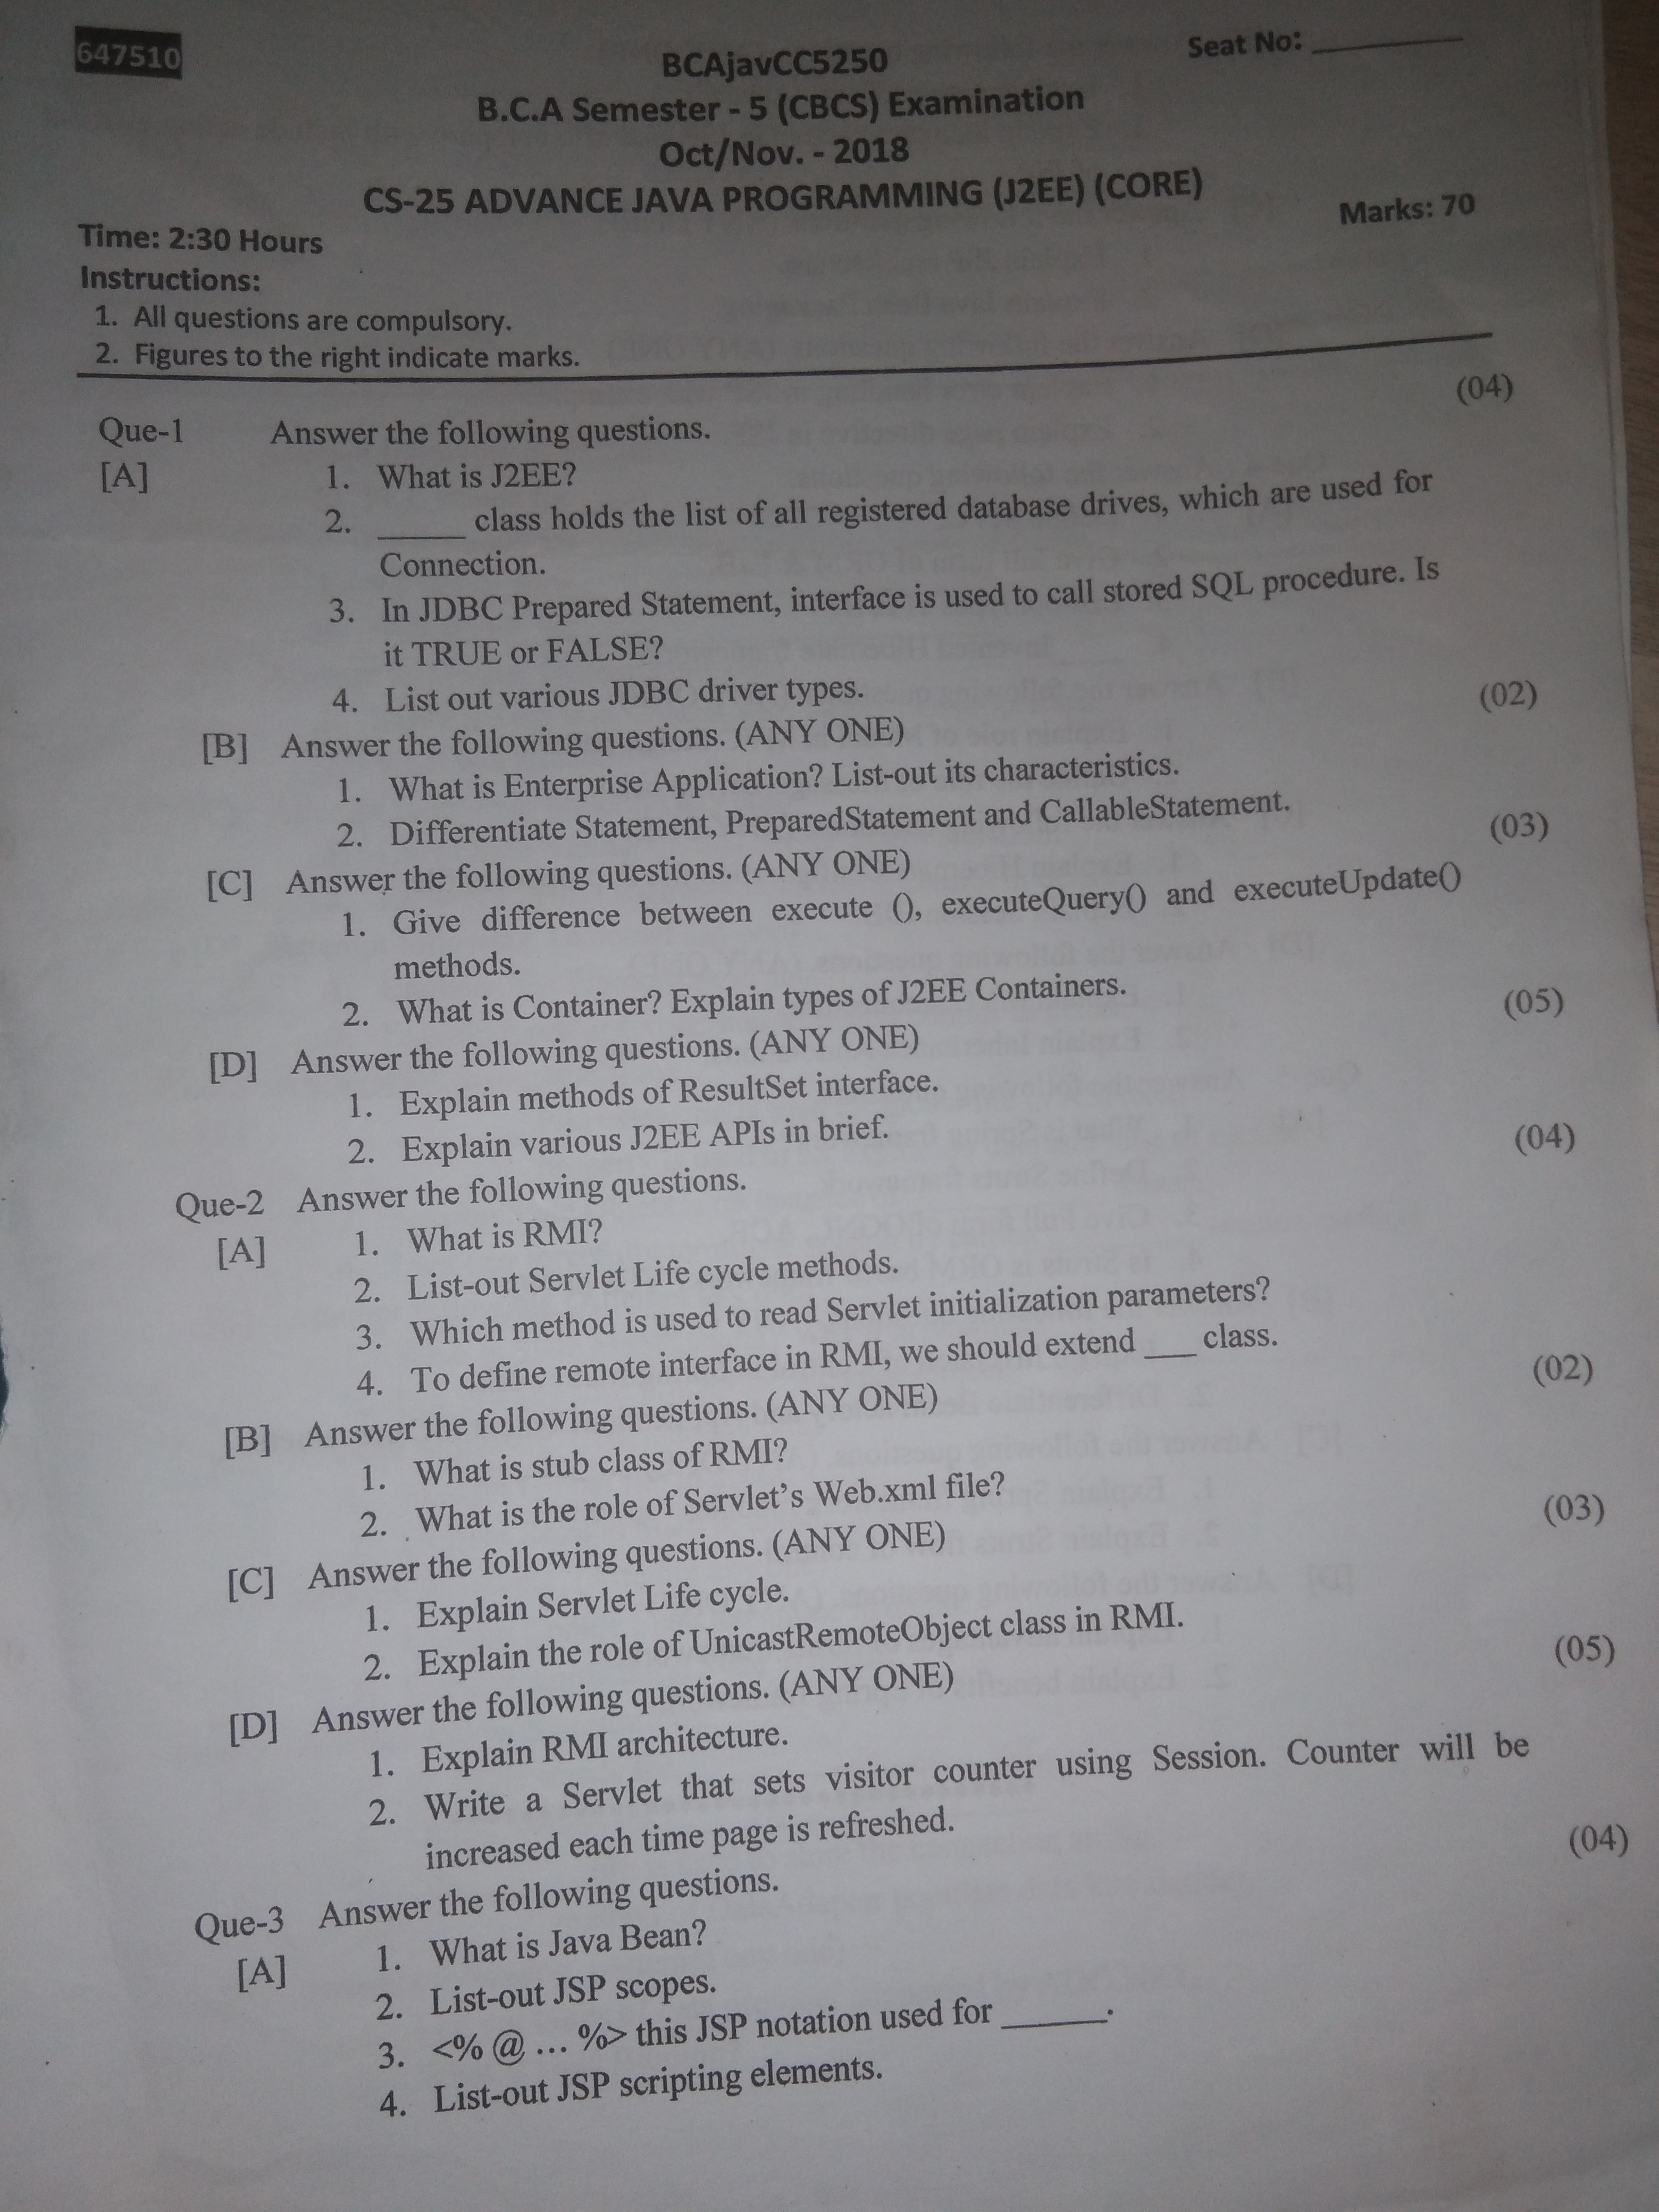 647510
BCAjavCC5250
Seat No: ________
B.C.A Semester - 5 (CBCS) Examination
Oct/Nov. - 2018
CS-25 ADVANCE JAVA PROGRAMMING (J2EE) (CORE)
Time: 2:30 Hours
Marks: 70
Instructions:
1. All questions are compulsory.
2. Figures to the right indicate marks.
Que-1 Answer the following questions. (04)
[A] 1. What is J2EE?
2. _____ class holds the list of all registered database drives, which are used for
Connection.
3. In JDBC Prepared Statement, interface is used to call stored SQL procedure. Is
it TRUE or FALSE?
4. List out various JDBC driver types.
[B] Answer the following questions. (ANY ONE) (02)
1. What is Enterprise Application? List-out its characteristics.
2. Differentiate Statement, PreparedStatement and CallableStatement.
[C] Answer the following questions. (ANY ONE) (03)
1. Give difference between execute (), executeQuery() and executeUpdate()
methods.
2. What is Container? Explain types of J2EE Containers.
[D] Answer the following questions. (ANY ONE) (05)
1. Explain methods of ResultSet interface.
2. Explain various J2EE APIs in brief.
Que-2 Answer the following questions. (04)
[A] 1. What is RMI?
2. List-out Servlet Life cycle methods.
3. Which method is used to read Servlet initialization parameters?
4. To define remote interface in RMI, we should extend ___ class.
[B] Answer the following questions. (ANY ONE) (02)
1. What is stub class of RMI?
2. What is the role of Servlet's Web.xml file?
[C] Answer the following questions. (ANY ONE) (03)
1. Explain Servlet Life cycle.
2. Explain the role of UnicastRemoteObject class in RMI.
[D] Answer the following questions. (ANY ONE) (05)
1. Explain RMI architecture.
2. Write a Servlet that sets visitor counter using Session. Counter will be
increased each time page is refreshed.
Que-3 Answer the following questions. (04)
[A] 1. What is Java Bean?
2. List-out JSP scopes.
3. <% @ ... %> this JSP notation used for ______.
4. List-out JSP scripting elements.